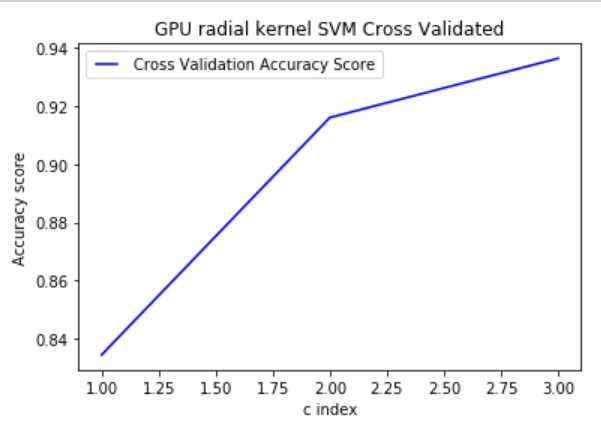 GPU radial kernel SVM Cross Validated
Cross Validation Accuracy Score
0.94
0.92
0.90
0.88
0.86
0.84
Accuracy score
1.00 1.25 1.50 1.75 2.00 2.25 2.50 2.75 3.00
c index